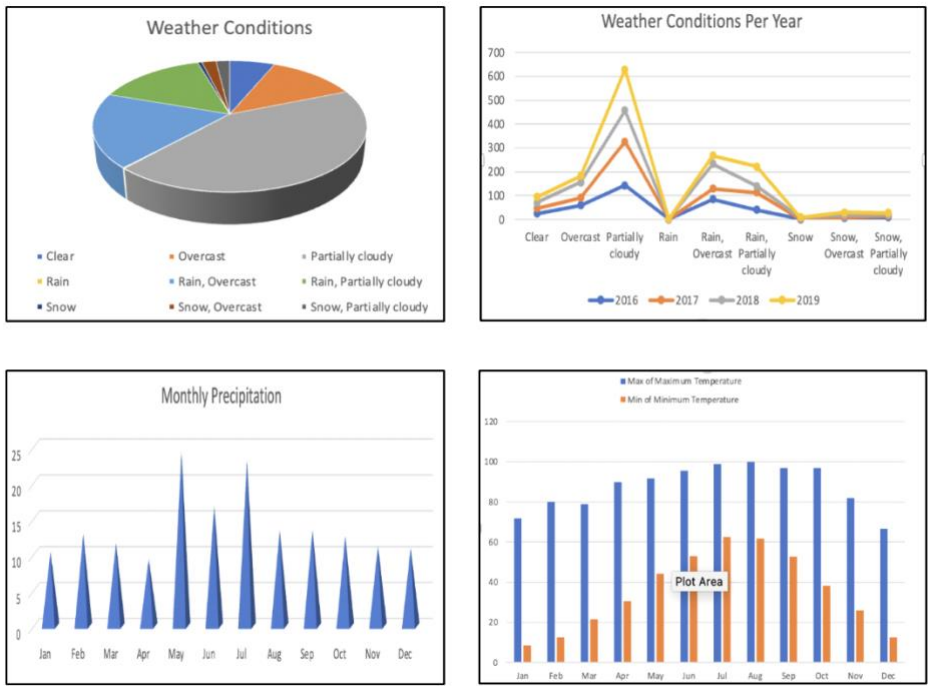 Weather Conditions
Clear Overcast Partially cloudy
Rain Rain, Overcast Rain, Partially cloudy
Snow Snow, Overcast Snow, Partially cloudy
Weather Conditions Per Year
700
600
500
400
300
200
100
0
Clear Overcast Partially Rain Rain, Rain, Snow Snow, Snow,
cloudy Overcast Partially Overcast Partially
cloudy cloudy
2016 2017 2018 2019
Monthly Precipitation
25
20
15
10
5
0
Jan Feb Mar Apr May Jun Jul Aug Sep Oct Nov Dec
Max of Maximum Temperature
Min of Minimum Temperature
120
100
80
60
40
20
0
Plot Area
Jan Feb Mar Apr May Jun Jul Aug Sep Oct Nov Dec